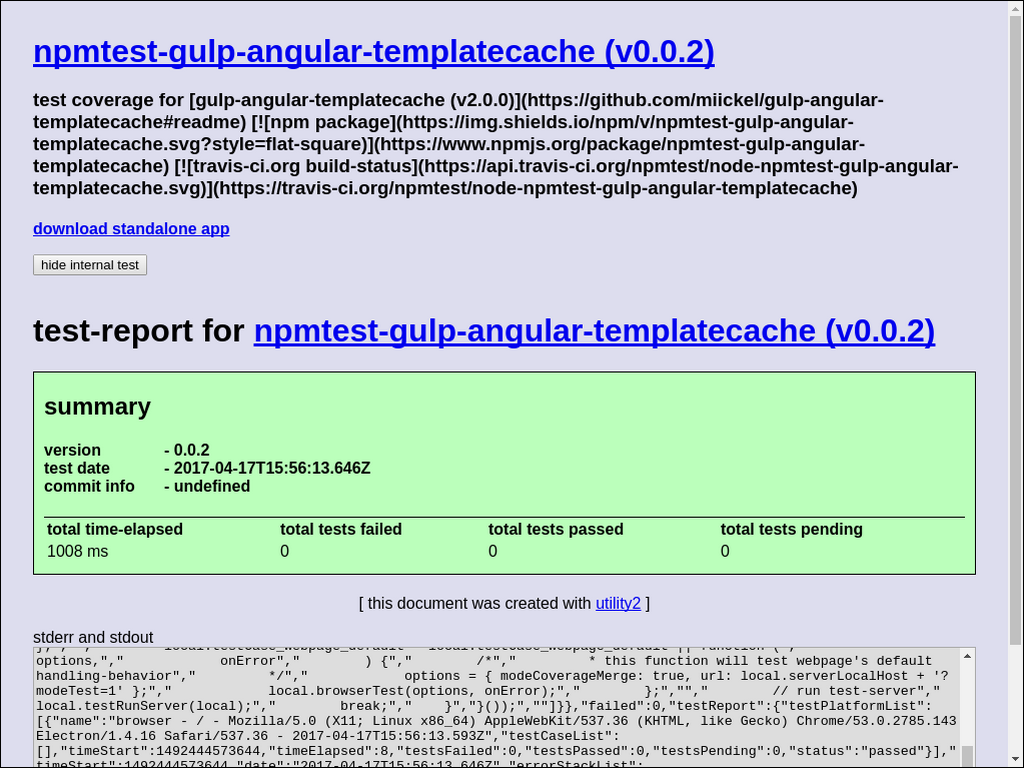 npmtest-gulp-angular-templatecache (v0.0.2)
test coverage for [gulp-angular-templatecache (v2.0.0)](https://github.com/miickel/gulp-angular-
templatecache#readme) [![npm package](https://img.shields.io/npm/v/npmtest-gulp-angular-
templatecache.svg?style=flat-square)](https://www.npmjs.org/package/npmtest-gulp-angular-
templatecache) [![travis-ci.org build-status](https://api.travis-ci.org/npmtest/node-npmtest-gulp-angular-
templatecache.svg)](https://travis-ci.org/npmtest/node-npmtest-gulp-angular-templatecache)
download standalone app
hide internal test
test-report for npmtest-gulp-angular-templatecache (v0.0.2)
summary
version - 0.0.2
test date - 2017-04-17T15:56:13.646Z
commit info - undefined
total time-elapsed total tests failed total tests passed total tests pending
1008 ms 0 0 0
[ this document was created with utility2 ]
stderr and stdout
options,","            onError","        ) {","        /*","         * this function will test webpage's default
handling-behavior","         */","            options = { modeCoverageMerge: true, url: local.serverLocalHost + '?
modeTest=1' };","            local.browserTest(options, onError);","        };","","        // run test-server","
local.testRunServer(local);","        break;","    }","}());",""]}},"failed":0,"testReport":{"testPlatformList":
[{"name":"browser - / - Mozilla/5.0 (X11; Linux x86_64) AppleWebKit/537.36 (KHTML, like Gecko) Chrome/53.0.2785.143
Electron/1.4.16 Safari/537.36 - 2017-04-17T15:56:13.593Z","testCaseList":
[],"timeStart":1492444573644,"timeElapsed":8,"testsFailed":0,"testsPassed":0,"testsPending":0,"status":"passed"}],"
timeStart":1492444573644,"date":"2017-04-17T15:56:13.646Z","errorStackList":